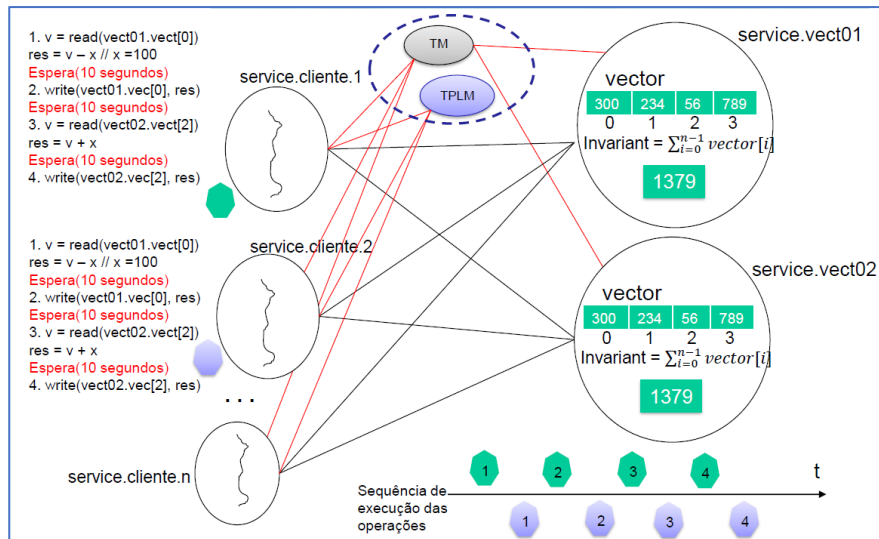 1. v = read(vect01.vect[0])
res = v – x // x =100
Espera(10 segundos)
2. write(vect01.vec[0], res)
Espera(10 segundos)
3. v = read(vect02.vect[2])
res = v + x
Espera(10 segundos)
4. write(vect02.vec[2], res)
service.cliente.1
TM
TPLM
service.vect01
vector
300 234 56 789
0 1 2 3
Invariant = ∑_{i=0}^{n−1} vector[i]
1379
1. v = read(vect01.vect[0])
res = v – x // x =100
Espera(10 segundos)
2. write(vect01.vec[0], res)
Espera(10 segundos)
3. v = read(vect02.vect[2])
res = v + x
Espera(10 segundos)
4. write(vect02.vec[2], res)
. . .
service.cliente.2
service.vect02
vector
300 234 56 789
0 1 2 3
Invariant = ∑_{i=0}^{n−1} vector[i]
1379
service.cliente.n
Sequência de
execução das
operações
1 2 3 4
t
1 2 3 4